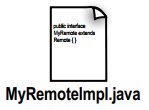 public interface
MyRemote extends
Remote { }
MyRemoteImpl.java